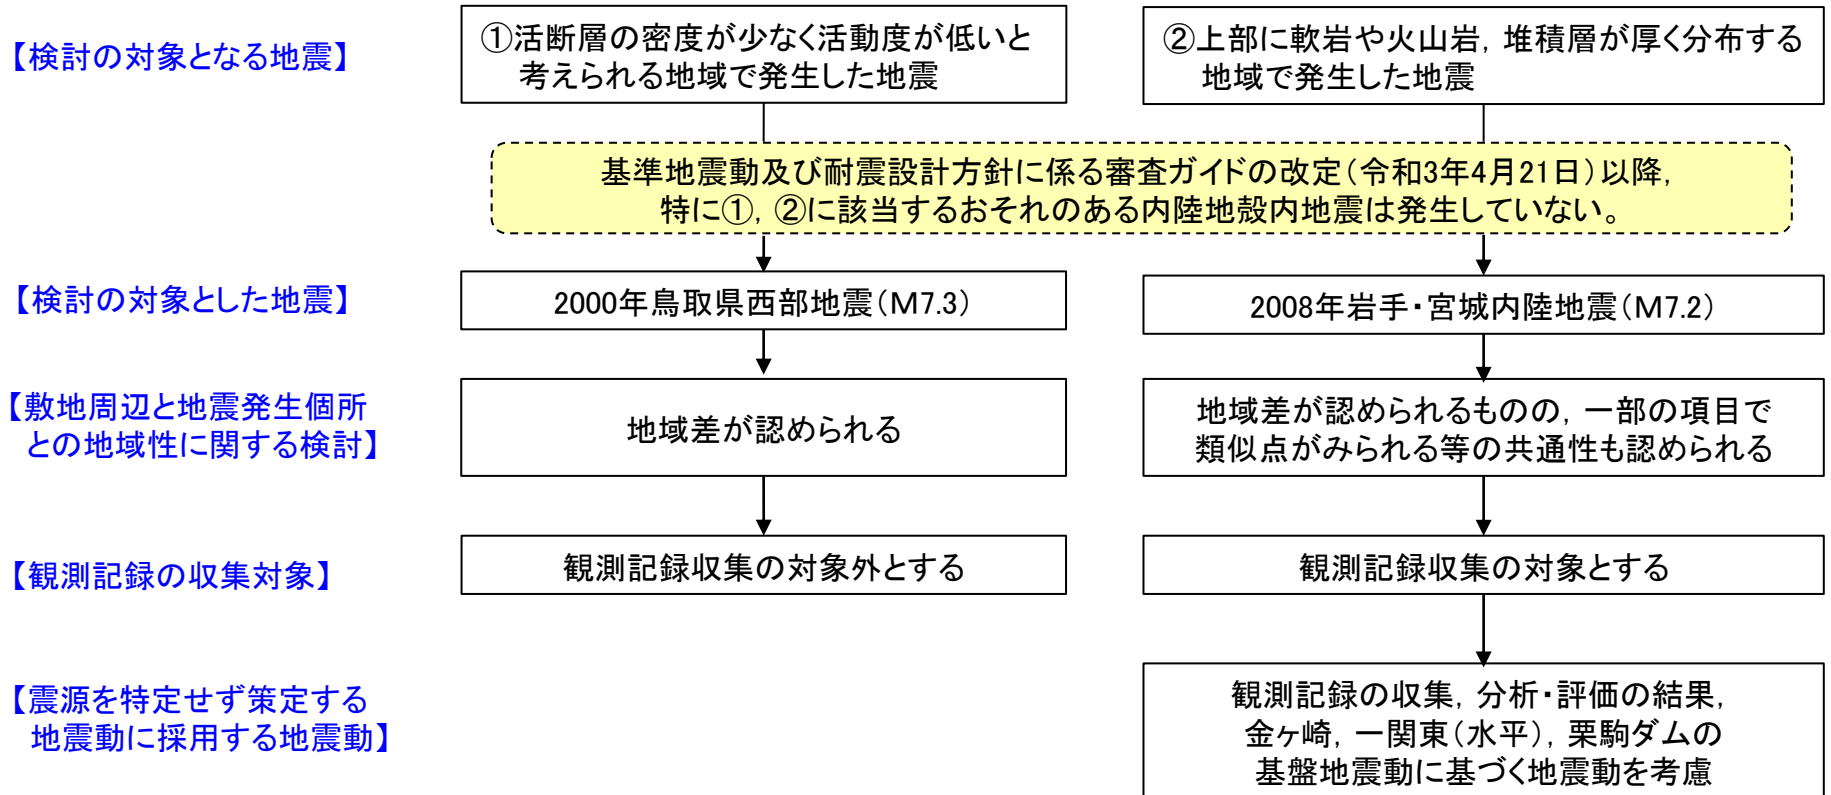 【検討の対象となる地震】
①活断層の密度が少なく活動度が低いと
考えられる地域で発生した地震
②上部に軟岩や火山岩，堆積層が厚く分布する
地域で発生した地震
基準地震動及び耐震設計方針に係る審査ガイドの改定（令和3年4月21日）以降，
特に①，②に該当するおそれのある内陸地殻内地震は発生していない。
【検討の対象とした地震】
2000年鳥取県西部地震（M7.3）
2008年岩手・宮城内陸地震（M7.2）
【敷地周辺と地震発生個所
との地域性に関する検討】
地域差が認められる
地域差が認められるものの，一部の項目で
類似点がみられる等の共通性も認められる
【観測記録の収集対象】
観測記録収集の対象外とする
観測記録収集の対象とする
【震源を特定せず策定する
地震動に採用する地震動】
観測記録の収集，分析・評価の結果，
金ヶ崎，一関東（水平），栗駒ダムの
基盤地震動に基づく地震動を考慮